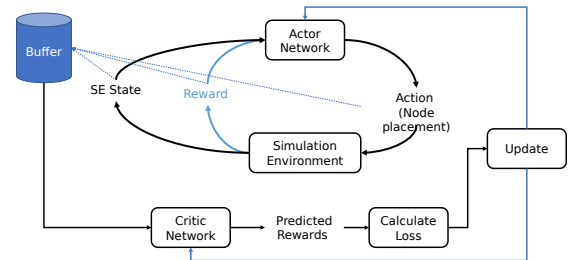 Buffer
Actor
Network
SE State
Reward
Action
(Node
placement)
Simulation
Environment
Update
Critic
Network
Predicted
Rewards
Calculate
Loss